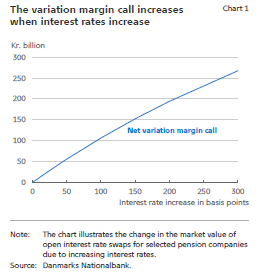 The variation margin call increases
when interest rates increase
Chart 1
Kr. billion
300
250
200
150
100
50
0
Net variation margin call
0 50 100 150 200 250 300
Interest rate increase in basis points
Note: The chart illustrates the change in the market value of
open interest rate swaps for selected pension companies
due to increasing interest rates.
Source: Danmarks Nationalbank.